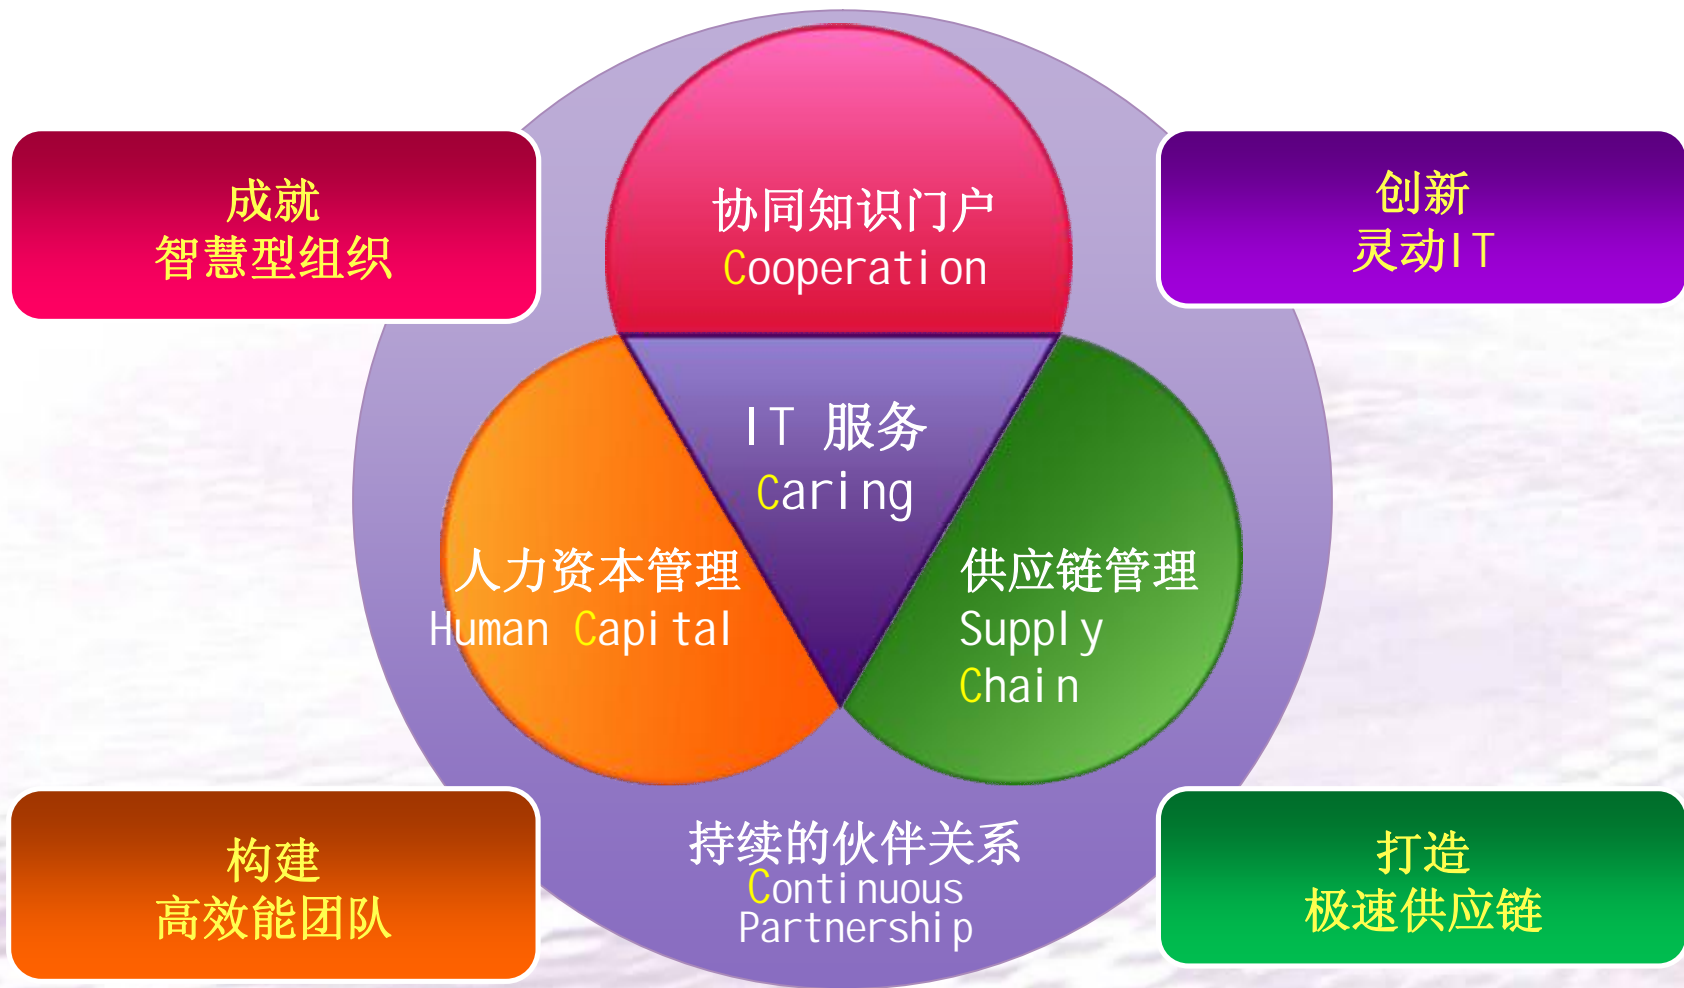 成就
智慧型组织
创新
灵动IT
协同知识门户
Cooperation
IT 服务
Caring
人力资本管理
Human Capital
供应链管理
Supply
Chain
持续的伙伴关系
Continuous
Partnership
构建
高效能团队
打造
极速供应链